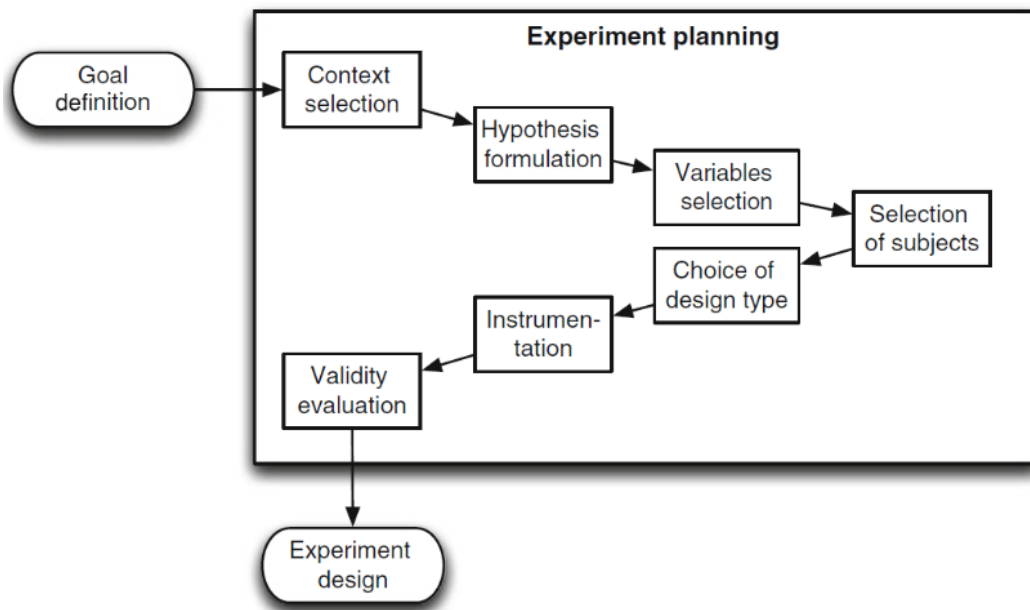 Experiment planning
Goal
definition
Context
selection
Hypothesis
formulation
Variables
selection
Selection
of subjects
Choice of
design type
Instrumen-
tation
Validity
evaluation
Experiment
design